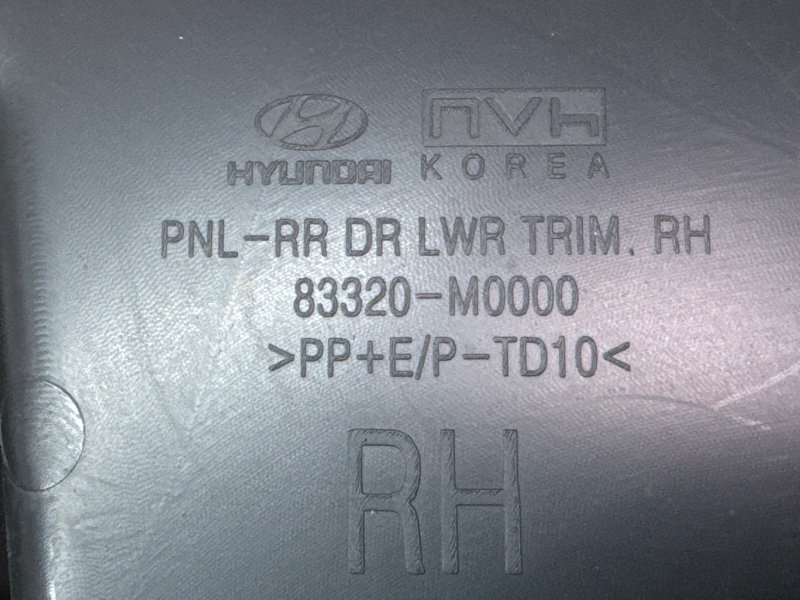 HYUNDAI
nVh
KOREA
PNL-RR DR LWR TRIM. RH
83320-M0000
>PP+E/P-TD10<
RH